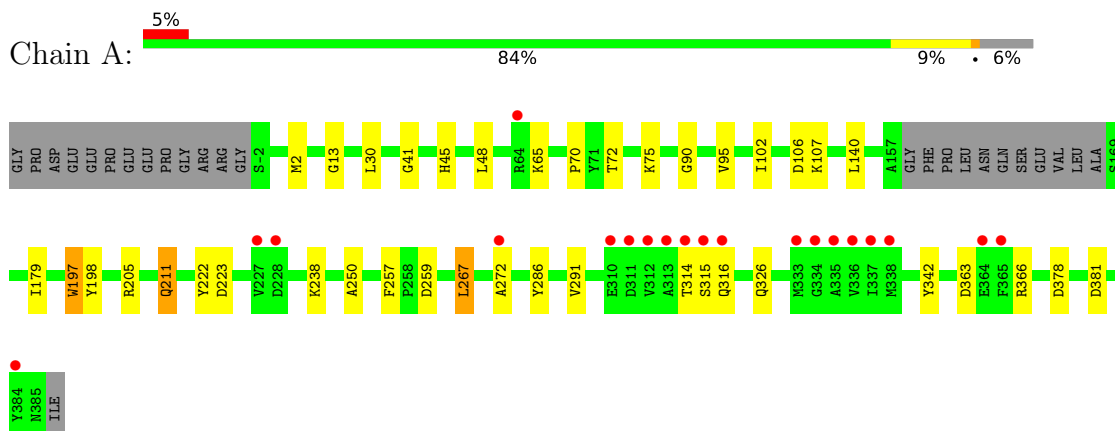 5%
Chain A:
84% 9% • 6%
GLY PRO ASP GLU GLU PRO GLU GLU PRO GLY ARG ARG GLY S-2 M2 G13 L30 G41 H45 L48 R64 K65 P70 Y71 T72 K75 G90 V95 I102 D106 K107 L140 A157 GLY PHE PRO LEU ASN GLN SER GLU VAL LEU ALA S169
I179 W197 Y198 R205 Q211 Y222 D223 V227 D228 K238 A250 F257 P258 D259 L267 A272 Y286 V291 E310 D311 V312 A313 T314 S315 Q316 Q326 M333 G334 A335 V336 I337 M338 Y342 D363 E364 F365 R366 D378 D381
Y384 N385 ILE